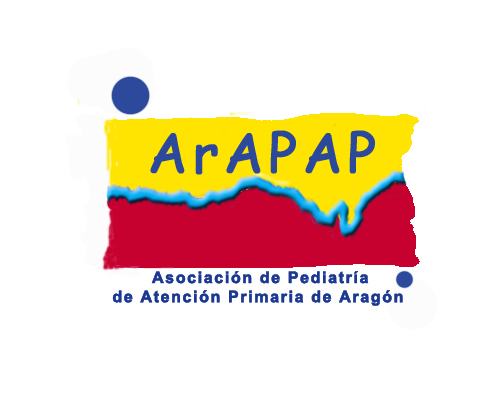 ArAPAP
Asociación de Pediatría
de Atención Primaria de Aragón